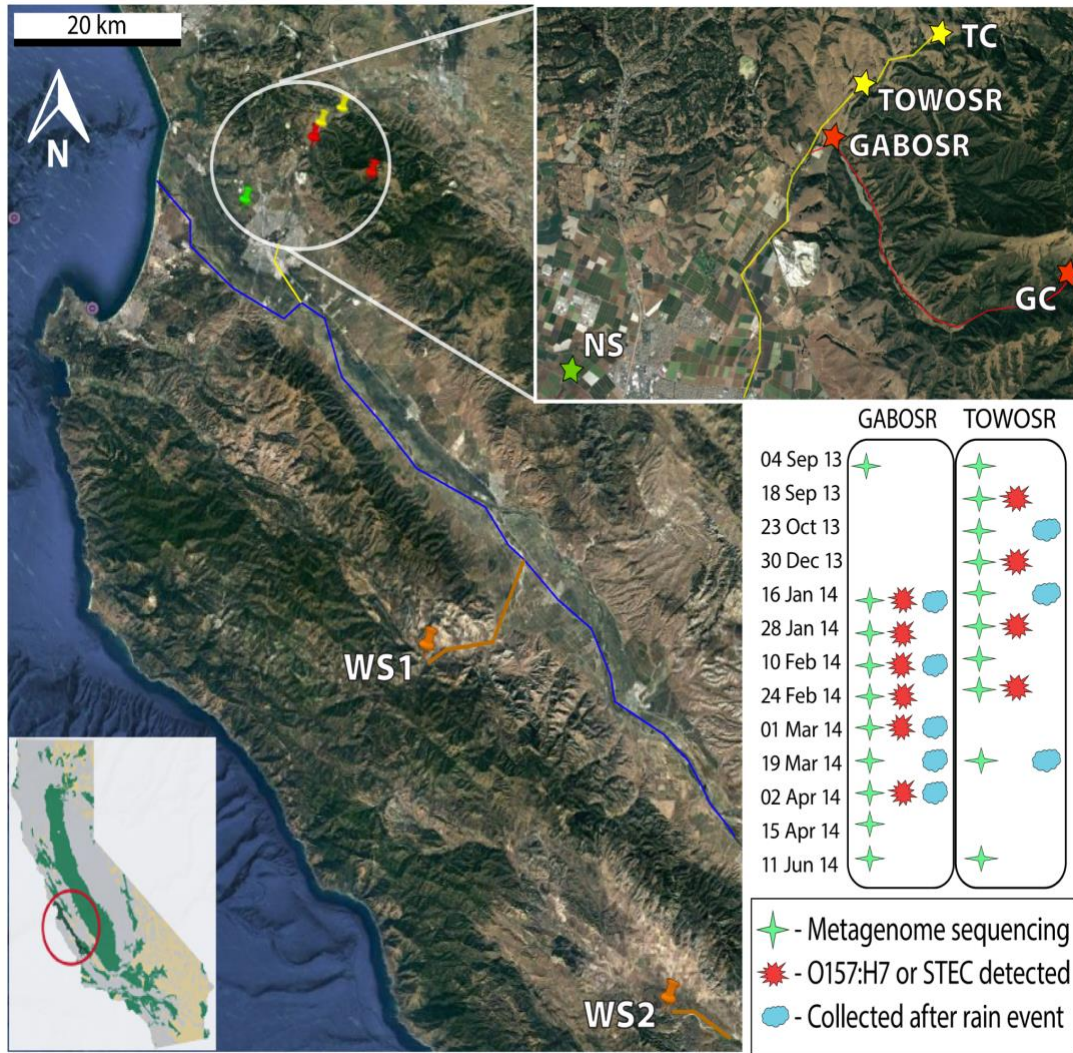 20 km
N
TC
TOWOSR
GABOSR
GC
NS
WS1
WS2
GABOSR TOWOSR
04 Sep 13
18 Sep 13
23 Oct 13
30 Dec 13
16 Jan 14
28 Jan 14
10 Feb 14
24 Feb 14
01 Mar 14
19 Mar 14
02 Apr 14
15 Apr 14
11 Jun 14
- Metagenome sequencing
- O157:H7 or STEC detected
- Collected after rain event